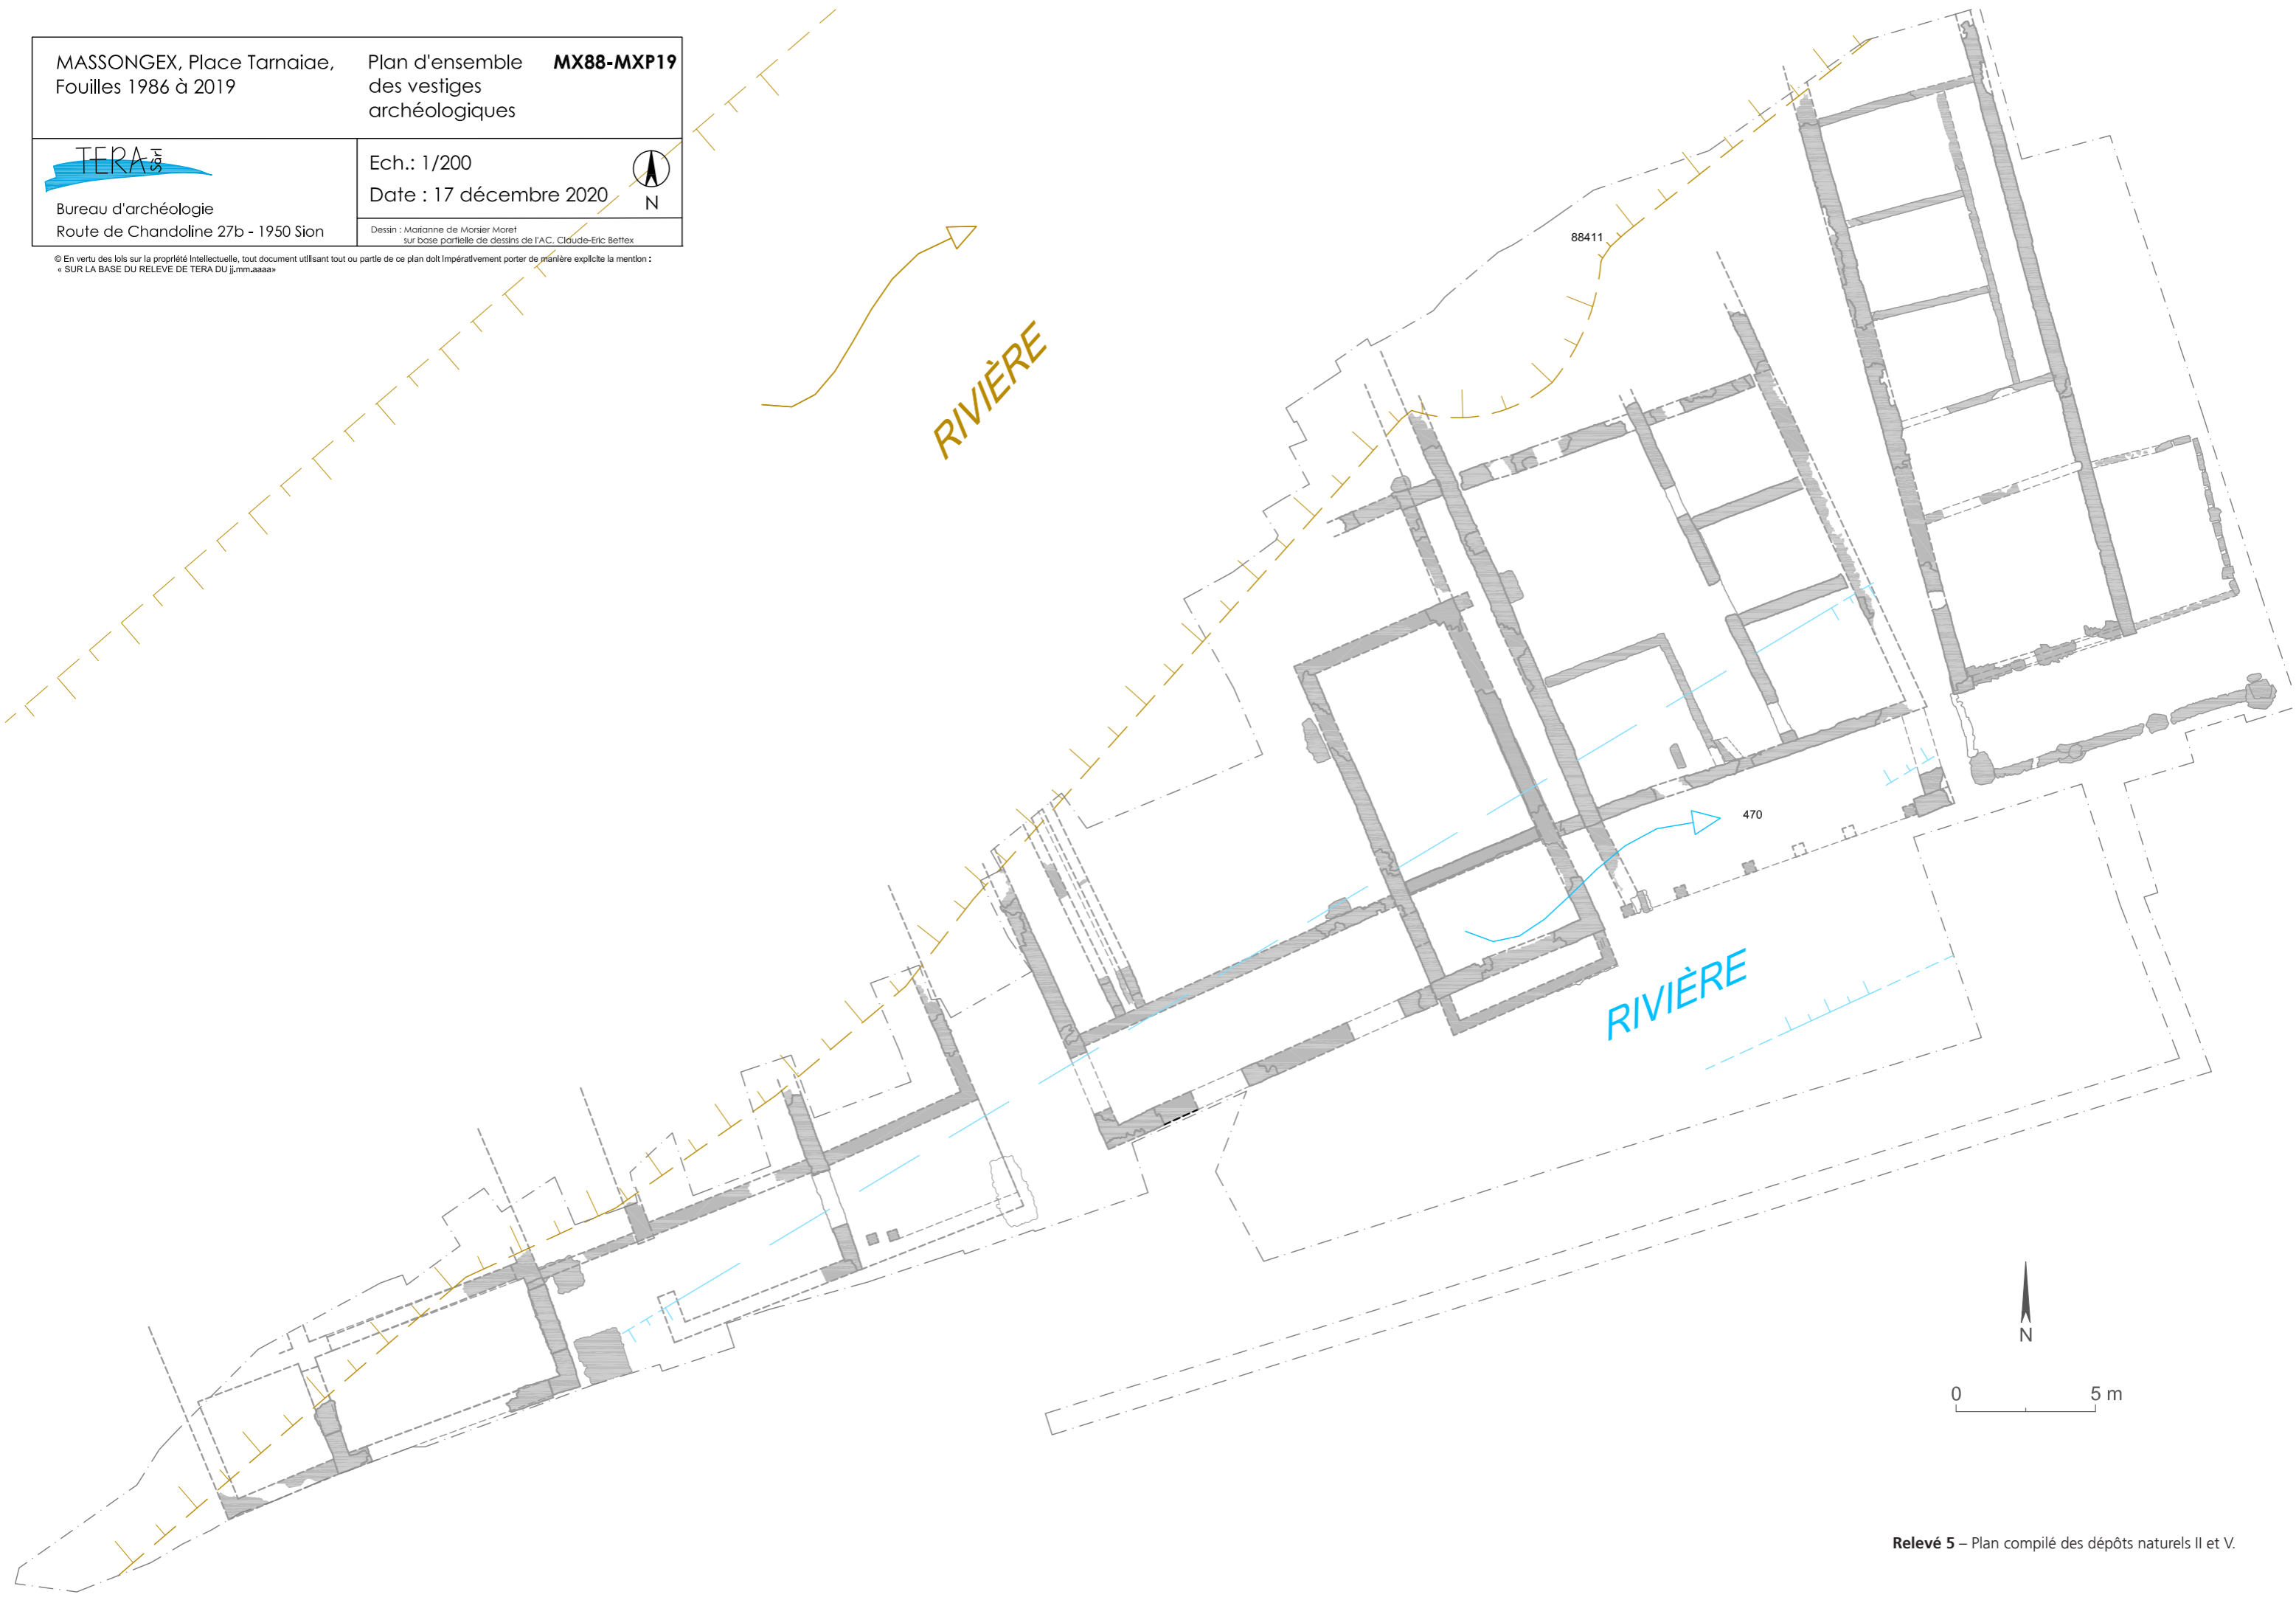 MASSONGEX, Place Tarnaiae,
Fouilles 1986 à 2019
Plan d'ensemble
des vestiges
archéologiques
MX88-MXP19
TERA Sàrl
Bureau d'archéologie
Route de Chandoline 27b - 1950 Sion
Ech.: 1/200
Date : 17 décembre 2020
N
Dessin : Marianne de Morsier Moret
sur base partielle de dessins de l'AC, Claude-Eric Bettex
© En vertu des lois sur la propriété intellectuelle, tout document utilisant tout ou partie de ce plan doit impérativement porter de manière explicite la mention :
« SUR LA BASE DU RELEVE DE TERA DU jj.mm.aaaa»
88411
RIVIÈRE
470
RIVIÈRE
N
0 5 m
Relevé 5 – Plan compilé des dépôts naturels II et V.